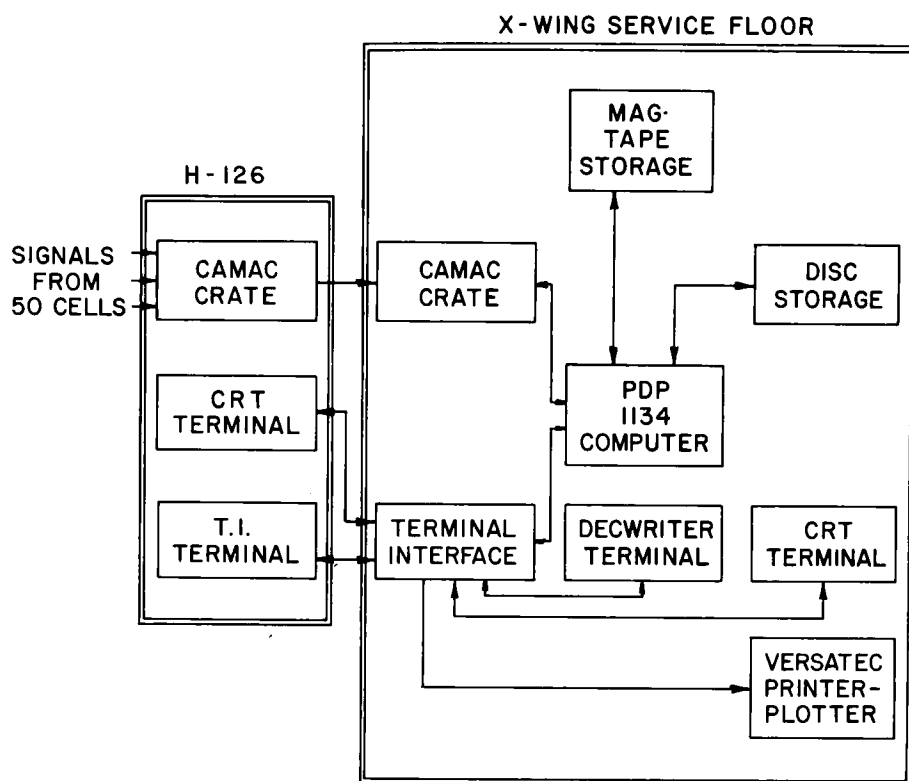 X-WING SERVICE FLOOR
MAG-
TAPE
STORAGE
H-126
SIGNALS
FROM
50 CELLS
CAMAC
CRATE
CAMAC
CRATE
DISC
STORAGE
CRT
TERMINAL
PDP
1134
COMPUTER
T.I.
TERMINAL
TERMINAL
INTERFACE
DECWRITER
TERMINAL
CRT
TERMINAL
VERSATEC
PRINTER-
PLOTTER